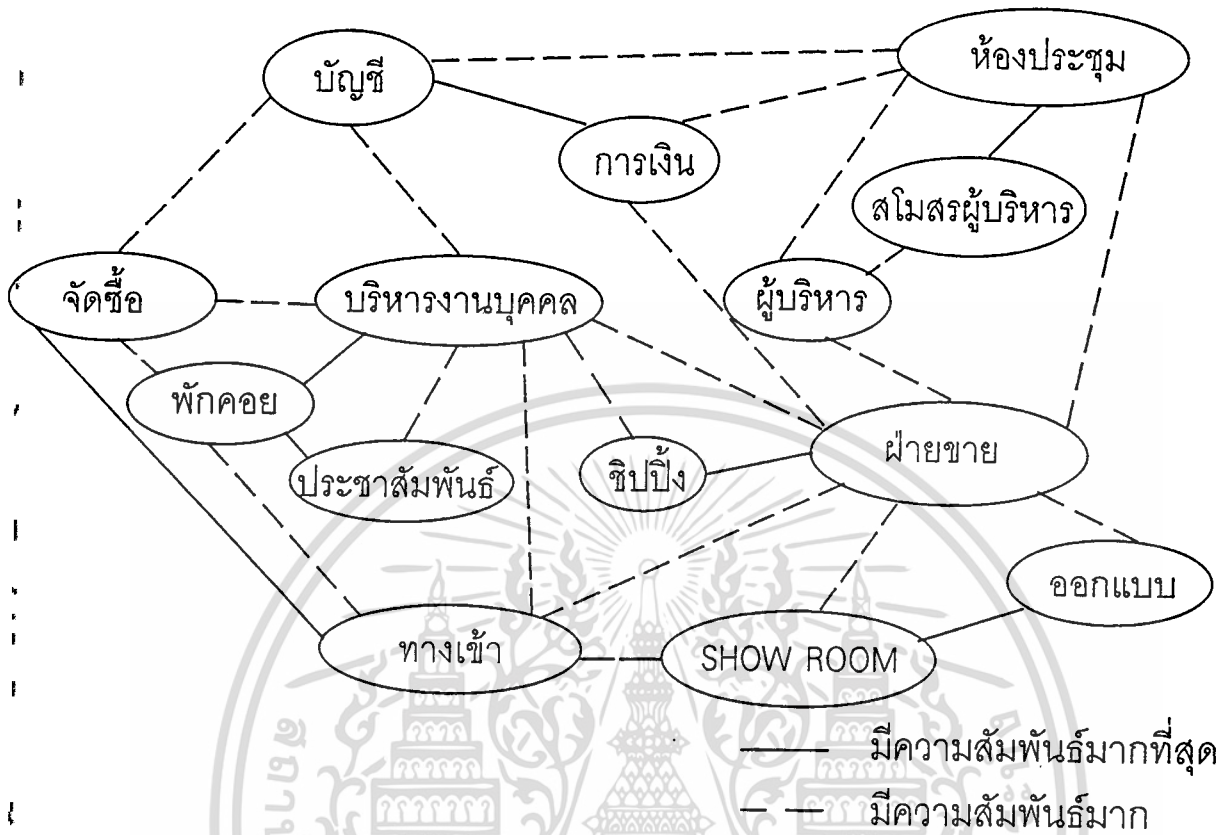 บัญชี
ห้องประชุม
การเงิน
สโมสรผู้บริหาร
จัดซื้อ
บริหารงานบุคคล
ผู้บริหาร
พักคอย
ประชาสัมพันธ์
ชิปปิ้ง
ฝ่ายขาย
ออกแบบ
ทางเข้า
SHOW ROOM
มีความสัมพันธ์มากที่สุด
มีความสัมพันธ์มาก